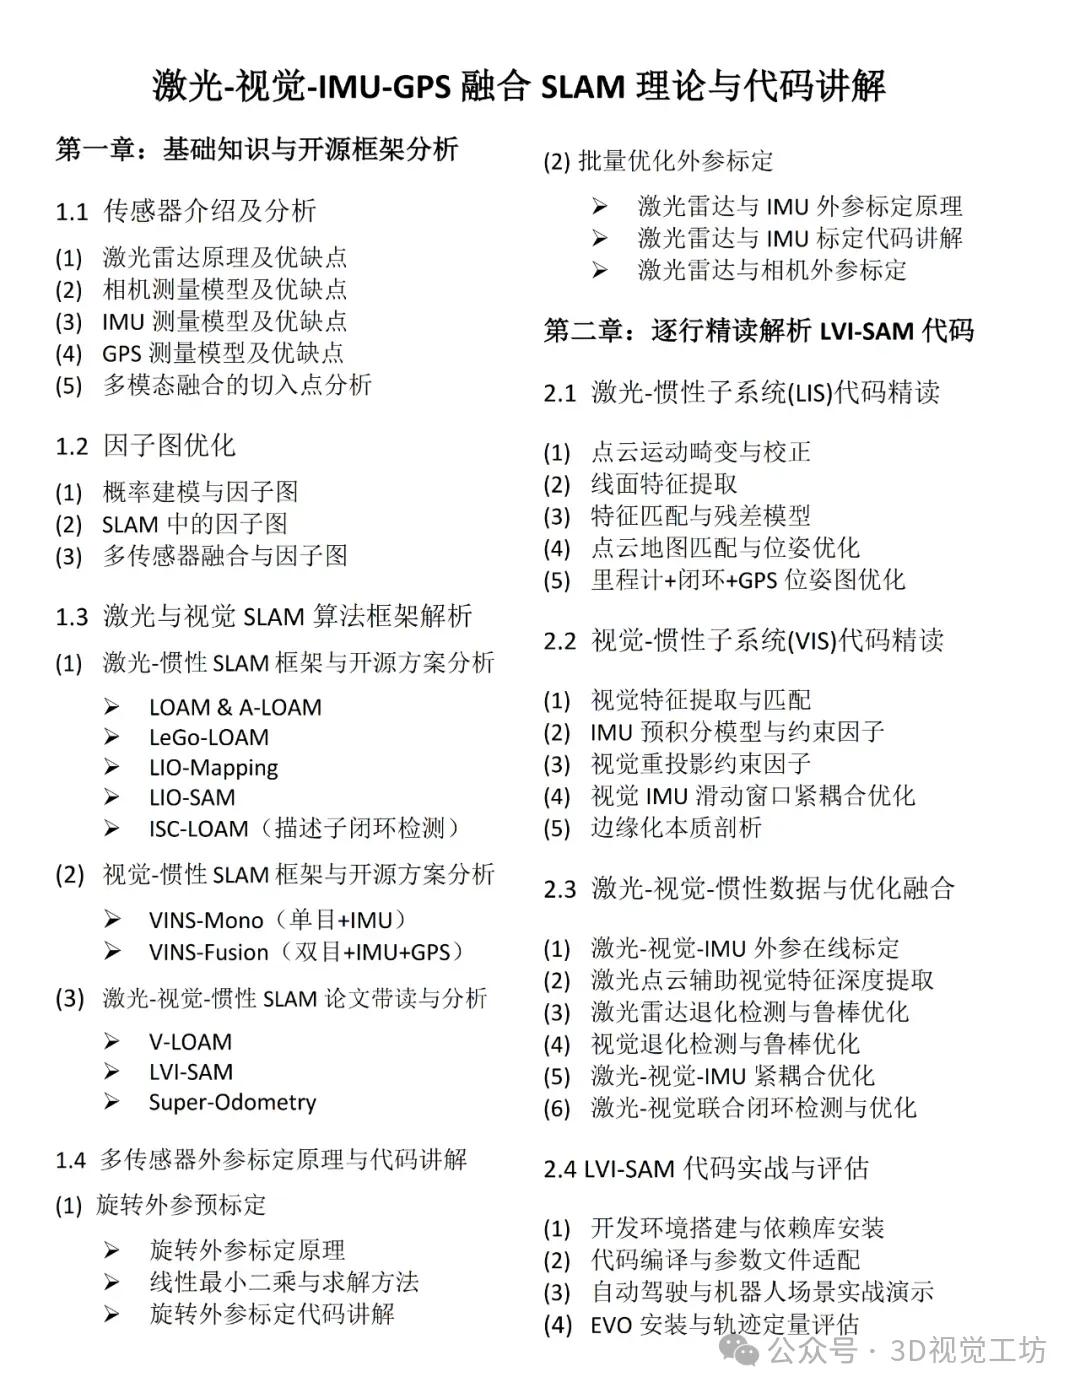 激光-视觉-IMU-GPS 融合 SLAM 理论与代码讲解
第一章：基础知识与开源框架分析
1.1 传感器介绍及分析
(1) 激光雷达原理及优缺点
(2) 相机测量模型及优缺点
(3) IMU 测量模型及优缺点
(4) GPS 测量模型及优缺点
(5) 多模态融合的切入点分析
1.2 因子图优化
(1) 概率建模与因子图
(2) SLAM 中的因子图
(3) 多传感器融合与因子图
1.3 激光与视觉 SLAM 算法框架解析
(1) 激光-惯性 SLAM 框架与开源方案分析
➢ LOAM & A-LOAM
➢ LeGo-LOAM
➢ LIO-Mapping
➢ LIO-SAM
➢ ISC-LOAM（描述子闭环检测）
(2) 视觉-惯性 SLAM 框架与开源方案分析
➢ VINS-Mono（单目+IMU）
➢ VINS-Fusion（双目+IMU+GPS）
(3) 激光-视觉-惯性 SLAM 论文带读与分析
➢ V-LOAM
➢ LVI-SAM
➢ Super-Odometry
1.4 多传感器外参标定原理与代码讲解
(1) 旋转外参预标定
➢ 旋转外参标定原理
➢ 线性最小二乘与求解方法
➢ 旋转外参标定代码讲解
(2) 批量优化外参标定
➢ 激光雷达与 IMU 外参标定原理
➢ 激光雷达与 IMU 标定代码讲解
➢ 激光雷达与相机外参标定
第二章：逐行精读解析 LVI-SAM 代码
2.1 激光-惯性子系统(LIS)代码精读
(1) 点云运动畸变与校正
(2) 线面特征提取
(3) 特征匹配与残差模型
(4) 点云地图匹配与位姿优化
(5) 里程计+闭环+GPS 位姿图优化
2.2 视觉-惯性子系统(VIS)代码精读
(1) 视觉特征提取与匹配
(2) IMU 预积分模型与约束因子
(3) 视觉重投影约束因子
(4) 视觉 IMU 滑动窗口紧耦合优化
(5) 边缘化本质剖析
2.3 激光-视觉-惯性数据与优化融合
(1) 激光-视觉-IMU 外参在线标定
(2) 激光点云辅助视觉特征深度提取
(3) 激光雷达退化检测与鲁棒优化
(4) 视觉退化检测与鲁棒优化
(5) 激光-视觉-IMU 紧耦合优化
(6) 激光-视觉联合闭环检测与优化
2.4 LVI-SAM 代码实战与评估
(1) 开发环境搭建与依赖库安装
(2) 代码编译与参数文件适配
(3) 自动驾驶与机器人场景实战演示
(4) EVO 安装与轨迹定量评估
公众号 · 3D视觉工坊